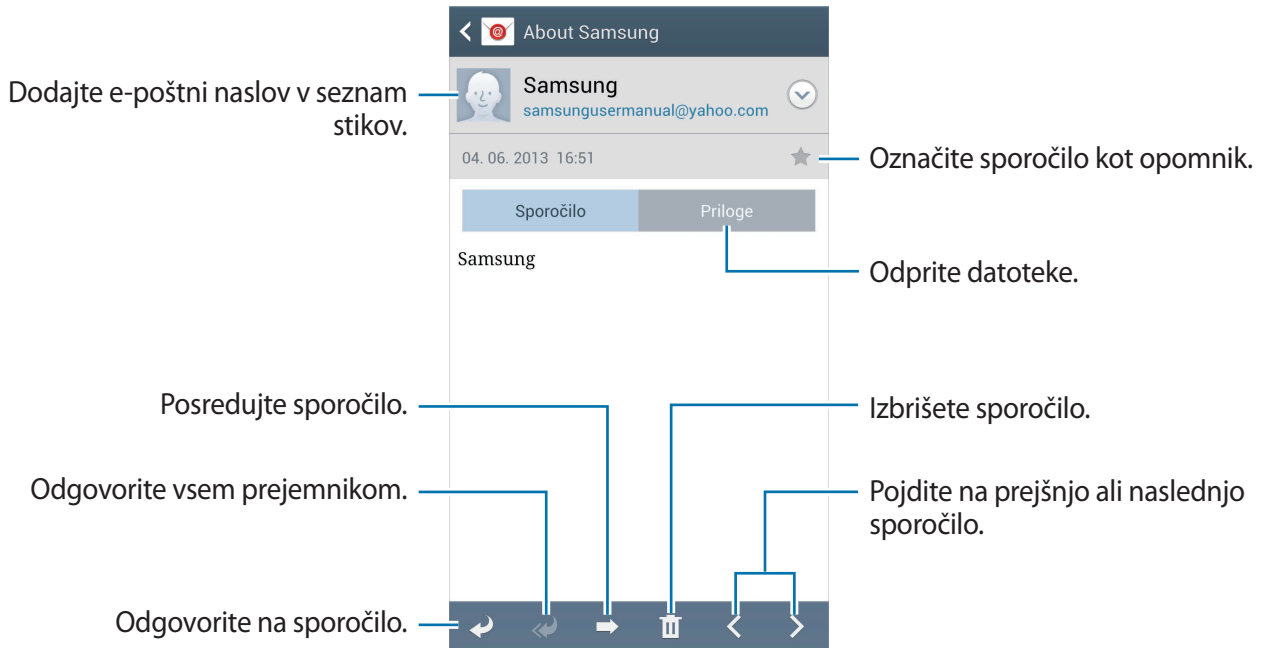 About Samsung
Dodajte e-poštni naslov v seznam
stikov.
Samsung
samsungusermanual@yahoo.com
04. 06. 2013 16:51
Označite sporočilo kot opomnik.
Sporočilo
Priloge
Samsung
Odprite datoteke.
Posredujte sporočilo.
Izbrišete sporočilo.
Odgovorite vsem prejemnikom.
Pojdite na prejšnjo ali naslednjo
sporočilo.
Odgovorite na sporočilo.